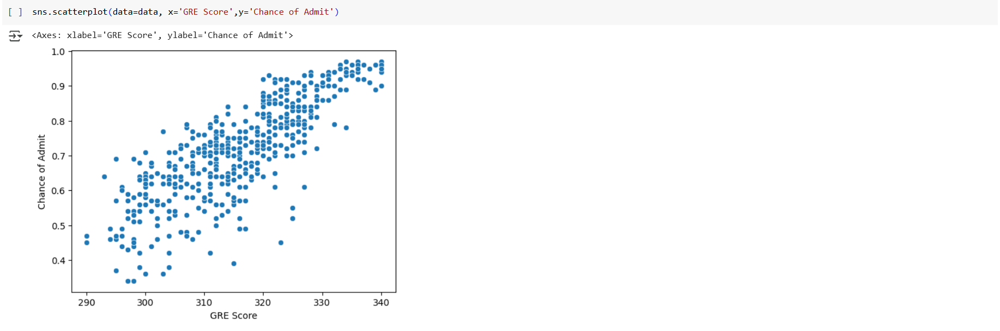 [ ] sns.scatterplot(data=data, x='GRE Score',y='Chance of Admit')
<Axes: xlabel='GRE Score', ylabel='Chance of Admit'>
1.0
0.9
0.8
0.7
0.6
0.5
0.4
Chance of Admit
290 300 310 320 330 340
GRE Score